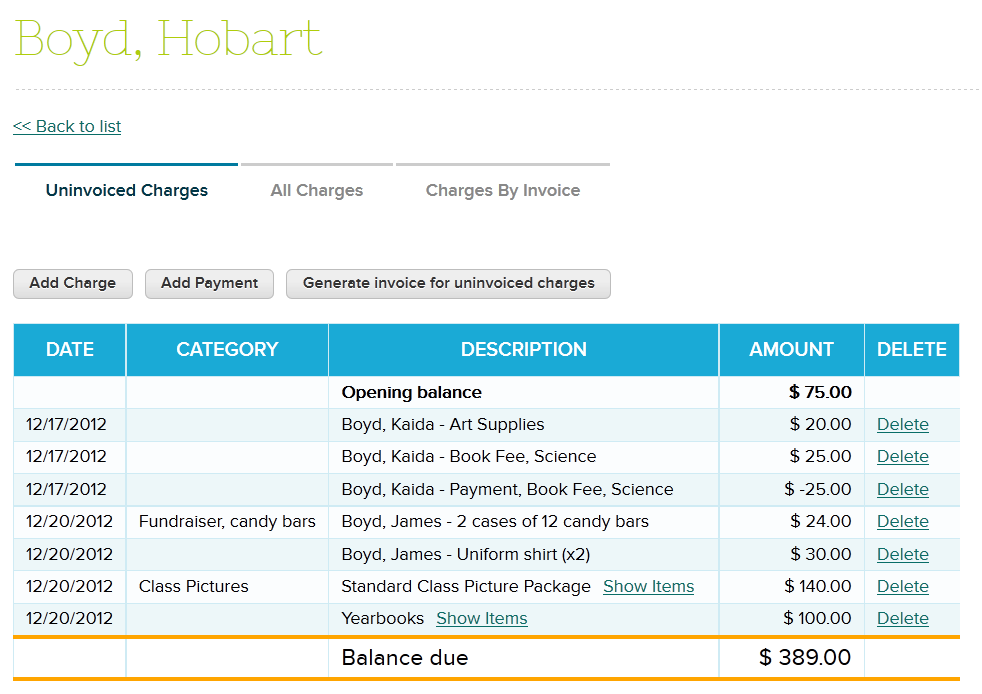 Boyd, Hobart
<< Back to list
Uninvoiced Charges All Charges Charges By Invoice
Add Charge Add Payment Generate invoice for uninvoiced charges
DATE CATEGORY DESCRIPTION AMOUNT DELETE
Opening balance $ 75.00
12/17/2012 Boyd, Kaida - Art Supplies $ 20.00 Delete
12/17/2012 Boyd, Kaida - Book Fee, Science $ 25.00 Delete
12/17/2012 Boyd, Kaida - Payment, Book Fee, Science $ -25.00 Delete
12/20/2012 Fundraiser, candy bars Boyd, James - 2 cases of 12 candy bars $ 24.00 Delete
12/20/2012 Boyd, James - Uniform shirt (x2) $ 30.00 Delete
12/20/2012 Class Pictures Standard Class Picture Package Show Items $ 140.00 Delete
12/20/2012 Yearbooks Show Items $ 100.00 Delete
Balance due $ 389.00